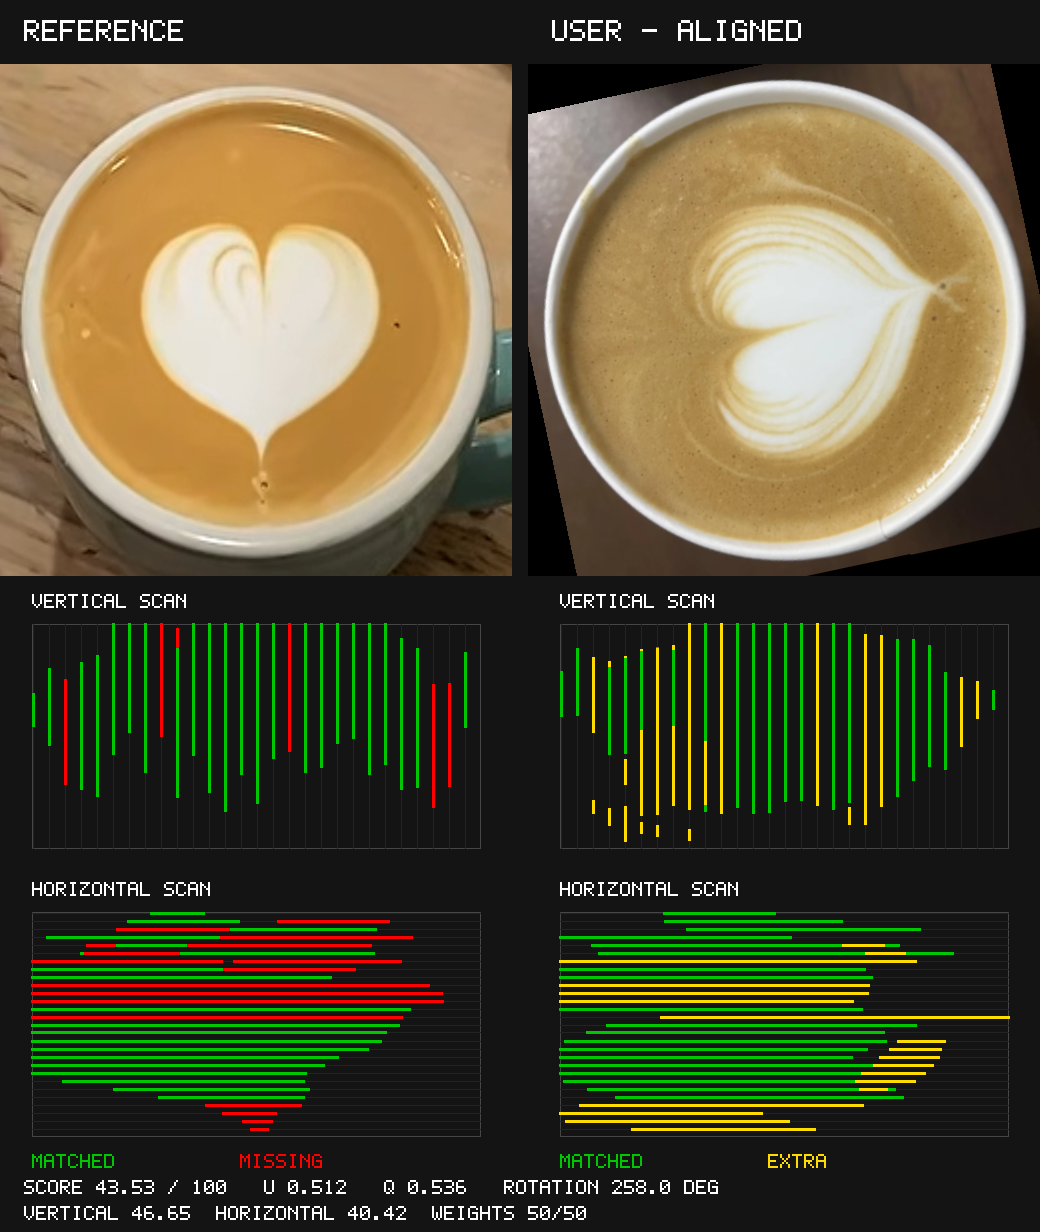 REFERENCE
USER - ALIGNED
VERTICAL SCAN
VERTICAL SCAN
HORIZONTAL SCAN
HORIZONTAL SCAN
MATCHED MISSING
MATCHED EXTRA
SCORE 43.53 / 100 U 0.512 Q 0.536 ROTATION 258.0 DEG
VERTICAL 46.65 HORIZONTAL 40.42 WEIGHTS 50/50